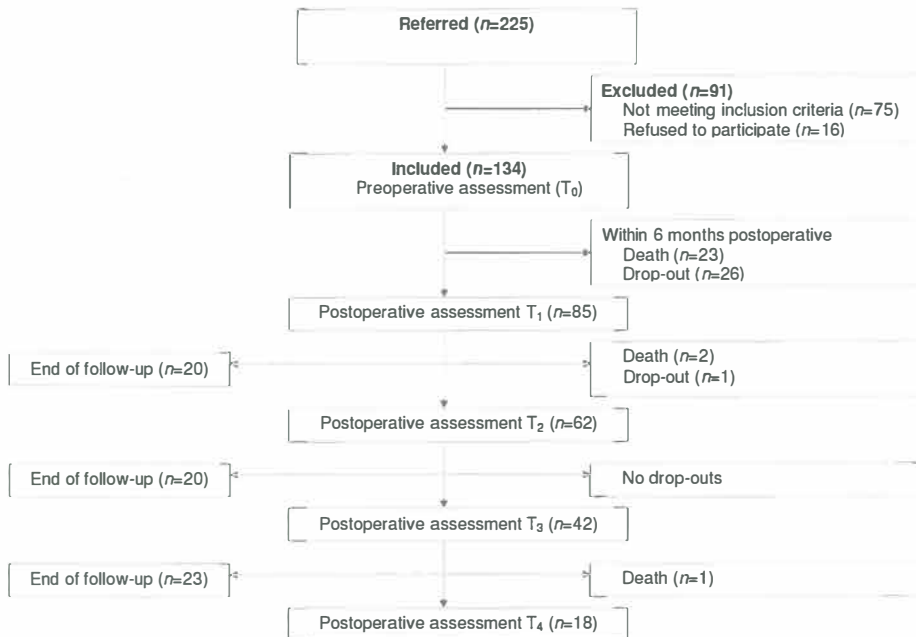 Referred (n=225)
Excluded (n=91)
Not meeting inclusion criteria (n=75)
Refused to participate (n=16)
Included (n=134)
Preoperative assessment (T₀)
Within 6 months postoperative
Death (n=23)
Drop-out (n=26)
Postoperative assessment T₁ (n=85)
End of follow-up (n=20)
Death (n=2)
Drop-out (n=1)
Postoperative assessment T₂ (n=62)
End of follow-up (n=20)
No drop-outs
Postoperative assessment T₃ (n=42)
End of follow-up (n=23)
Death (n=1)
Postoperative assessment T₄ (n=18)